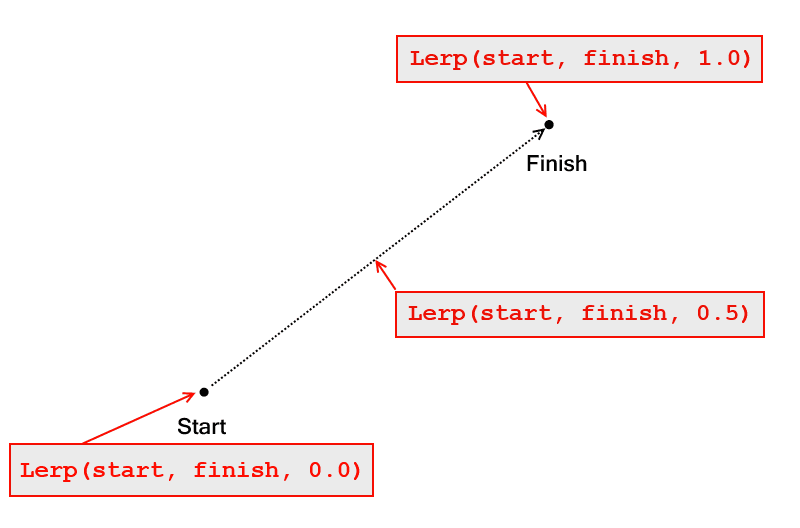 Lerp(start, finish, 1.0)
Finish
Lerp(start, finish, 0.5)
Start
Lerp(start, finish, 0.0)